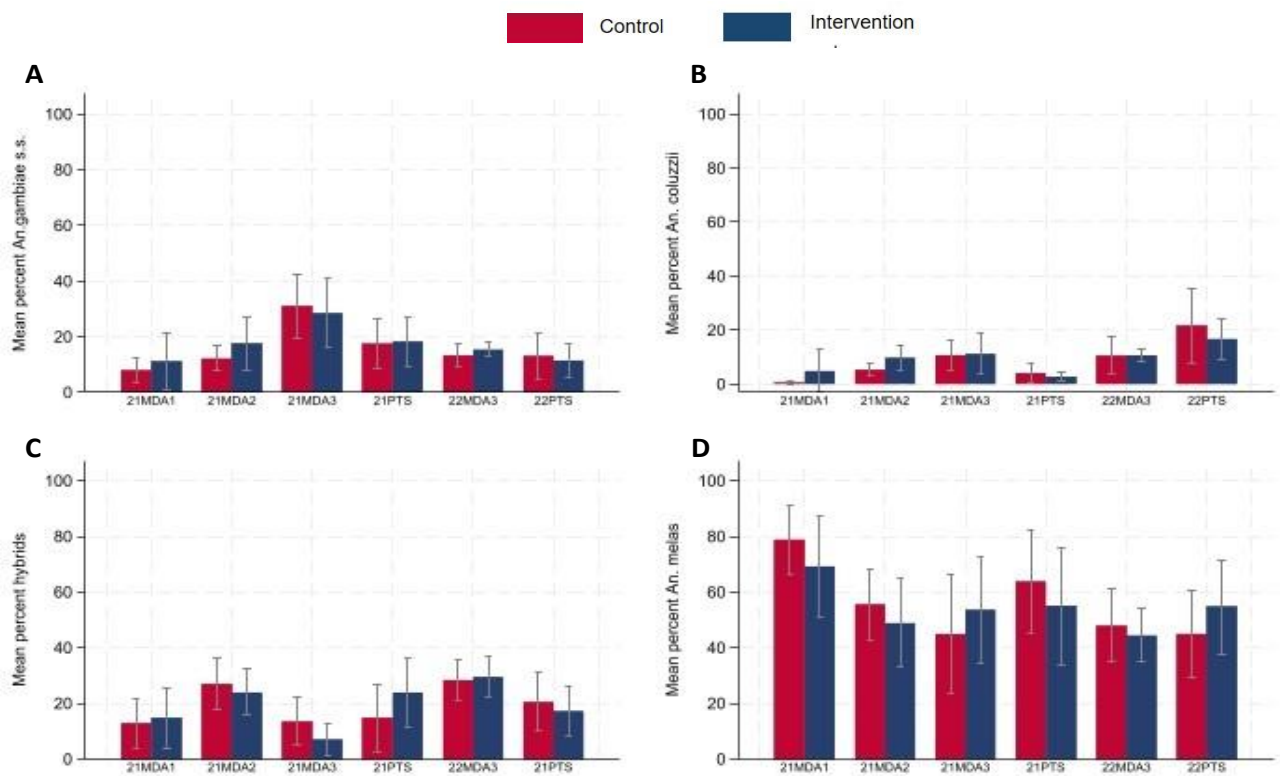 Control
Intervention
.
A
B
Mean percent An.gambiae s.s.
100
80
60
40
20
0
21MDA1 21MDA2 21MDA3 21PTS 22MDA3 22PTS
Mean percent An. coluzzii
100
80
60
40
20
0
21MDA1 21MDA2 21MDA3 21PTS 22MDA3 22PTS
C
D
Mean percent hybrids
100
80
60
40
20
0
21MDA1 21MDA2 21MDA3 21PTS 22MDA3 21PTS
Mean percent An. melas
100
80
60
40
20
0
21MDA1 21MDA2 21MDA3 21PTS 22MDA3 22PTS